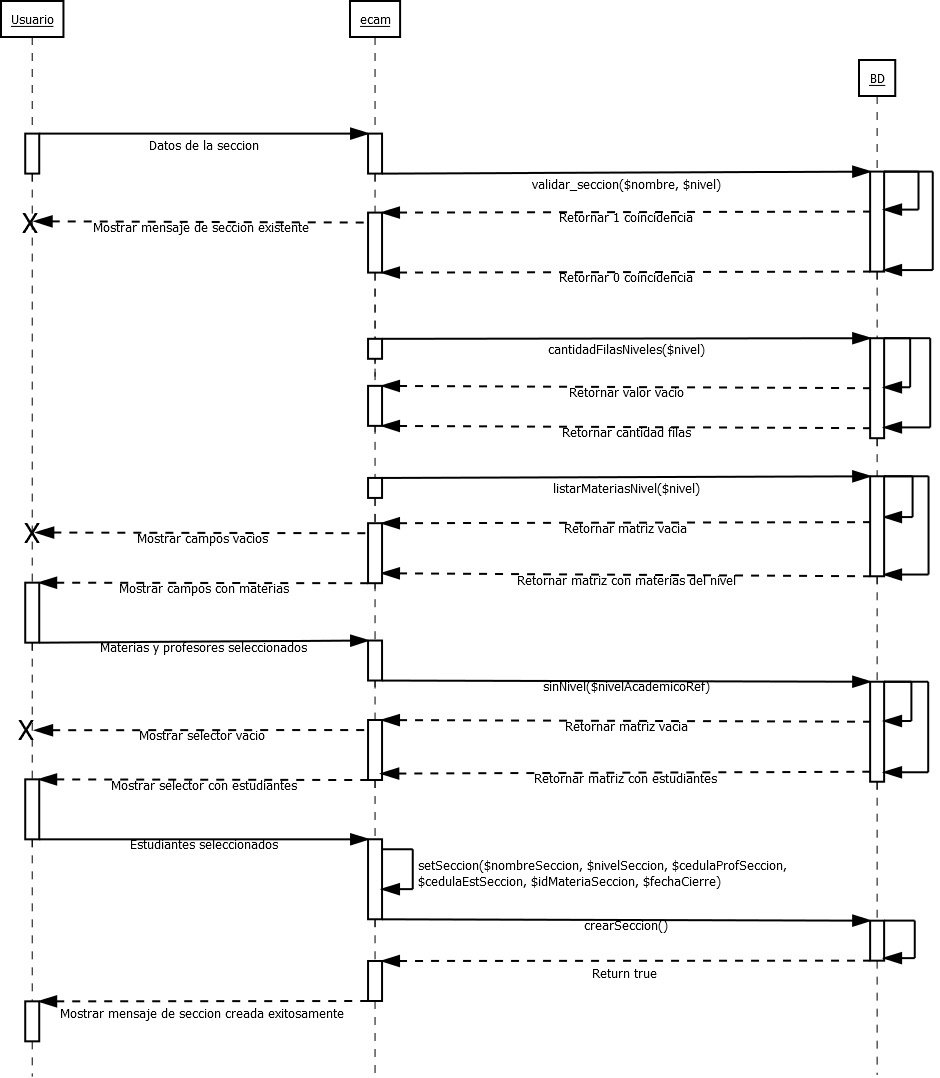 Usuario
ecam
BD
Datos de la seccion
validar_seccion($nombre, $nivel)
Retornar 1 coincidencia
X
Mostrar mensaje de seccion existente
Retornar 0 coincidencia
cantidadFilasNiveles($nivel)
Retornar valor vacio
Retornar cantidad filas
listarMateriasNivel($nivel)
Retornar matriz vacia
X
Mostrar campos vacios
Retornar matriz con materias del nivel
Mostrar campos con materias
Materias y profesores seleccionados
sinNivel($nivelAcademicoRef)
Retornar matriz vacia
X
Mostrar selector vacio
Retornar matriz con estudiantes
Mostrar selector con estudiantes
Estudiantes seleccionados
setSeccion($nombreSeccion, $nivelSeccion, $cedulaProfSeccion,
$cedulaEstSeccion, $idMateriaSeccion, $fechaCierre)
crearSeccion()
Return true
Mostrar mensaje de seccion creada exitosamente